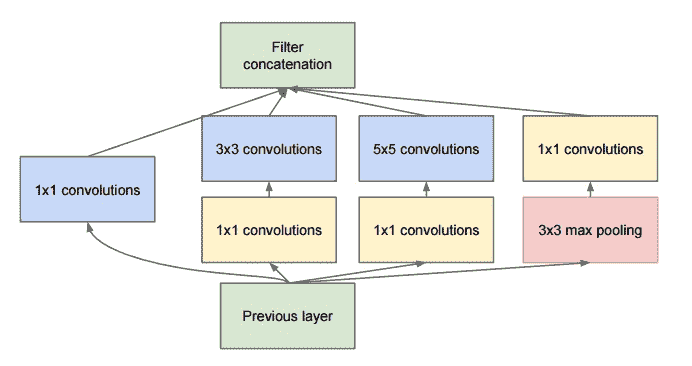 Filter
concatenation
3x3 convolutions
5x5 convolutions
1x1 convolutions
1x1 convolutions
1x1 convolutions
1x1 convolutions
3x3 max pooling
Previous layer